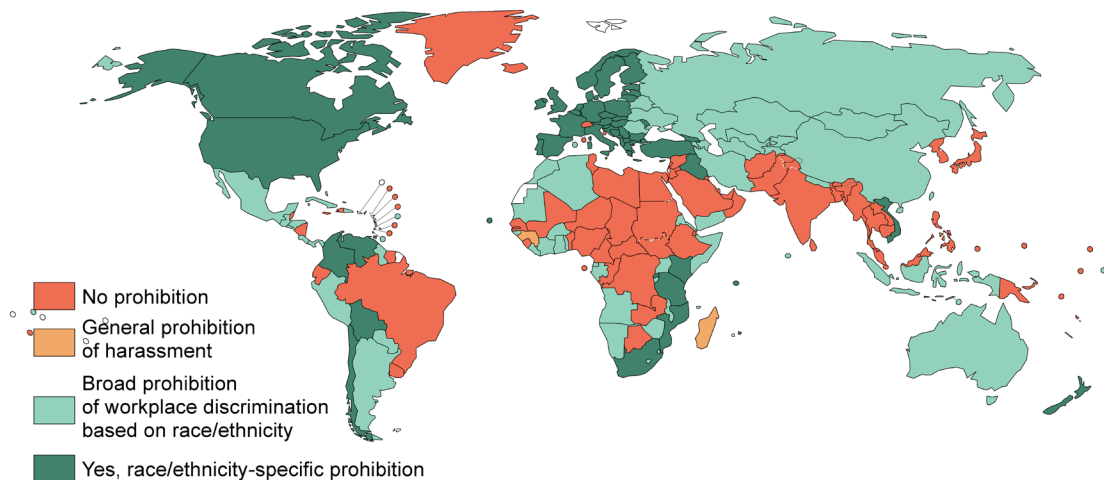 No prohibition
General prohibition
of harassment
Broad prohibition
of workplace discrimination
based on race/ethnicity
Yes, race/ethnicity-specific prohibition